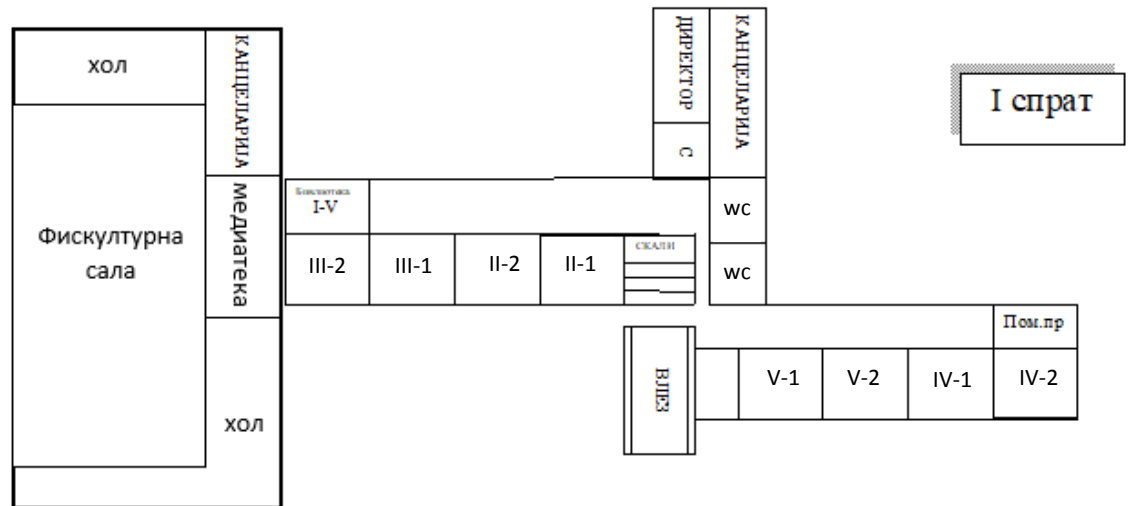 хол
КАНЦЕЛАРИЈА
ДИРЕКТОР
КАНЦЕЛАРИЈА
I спрат
С
медиатека
Библиотека
I-V
wc
Фискултурна
сала
III-2
III-1
II-2
II-1
СКАЛИ
wc
Пом.пр
ВЛЕЗ
V-1
V-2
IV-1
IV-2
хол